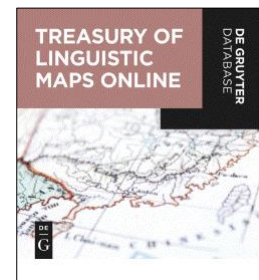 TREASURY OF
LINGUISTIC
MAPS ONLINE
DE GRUYTER
DATABASE
DE
G